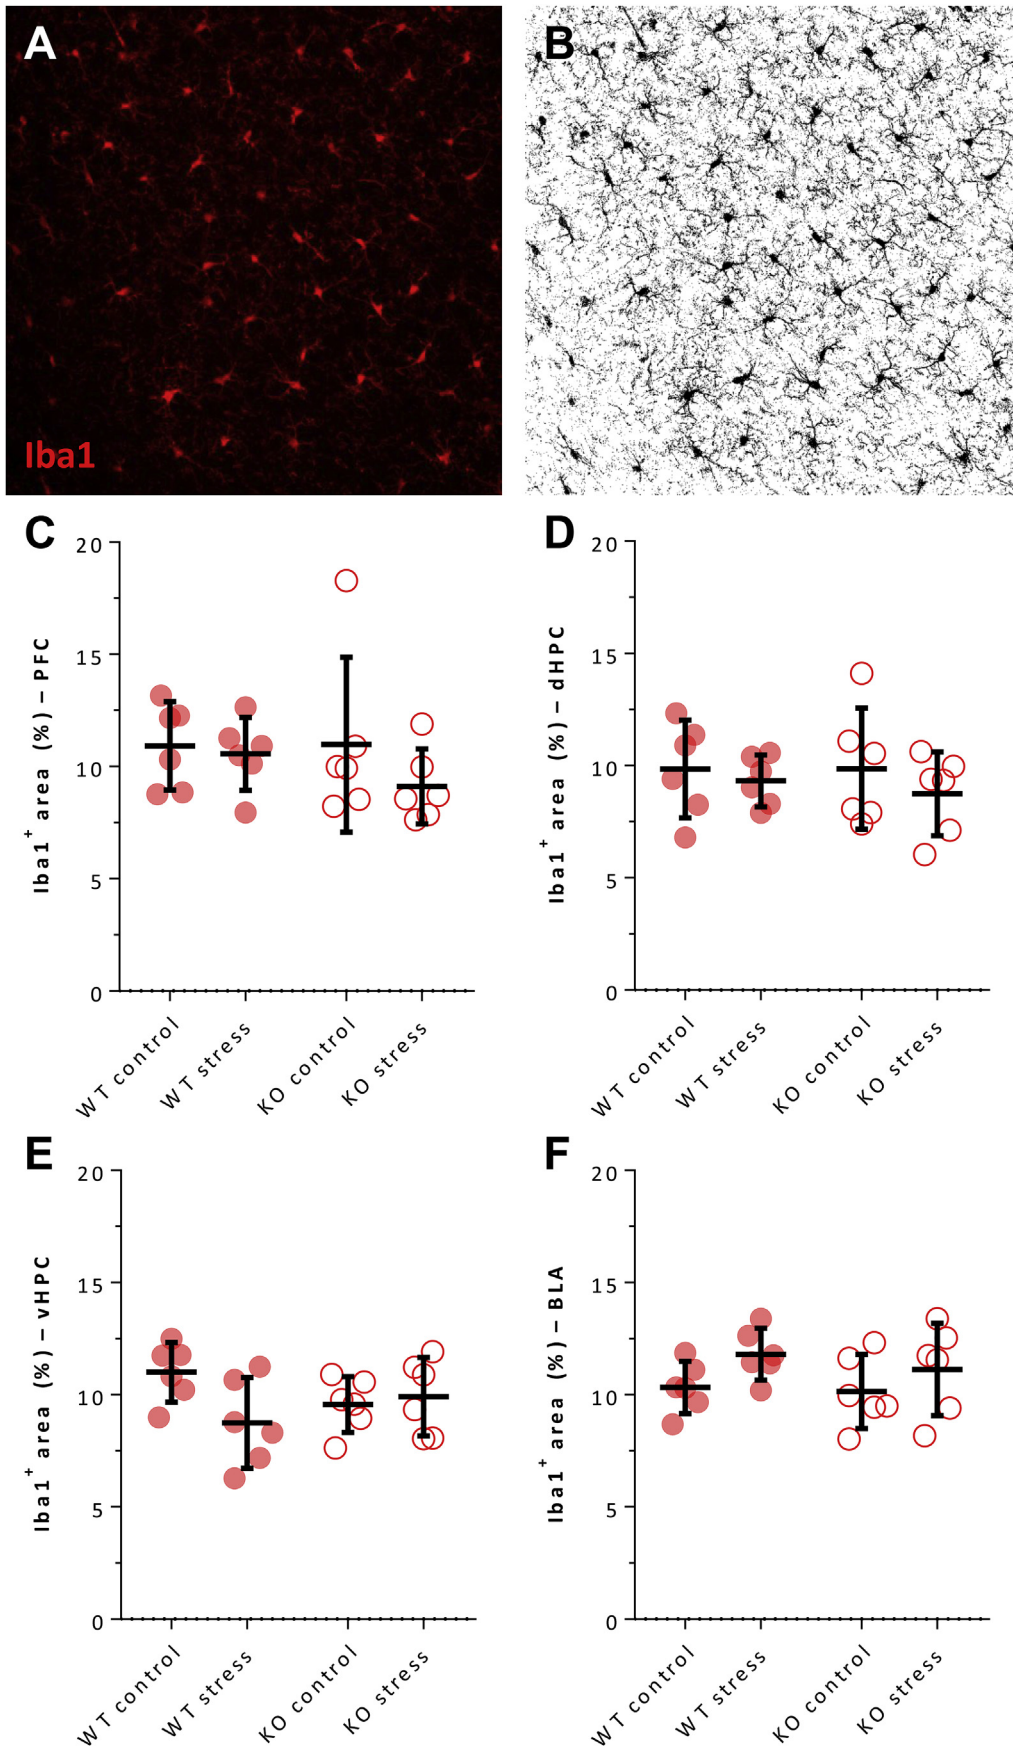 A
B
Iba1
C
D
Iba1+ area (%) – PFC
20
15
10
5
0
WT control
WT stress
KO control
KO stress
Iba1+ area (%) – dHPC
20
15
10
5
0
WT control
WT stress
KO control
KO stress
E
F
Iba1+ area (%) – vHPC
20
15
10
5
0
WT control
WT stress
KO control
KO stress
Iba1+ area (%) – BLA
20
15
10
5
0
WT control
WT stress
KO control
KO stress